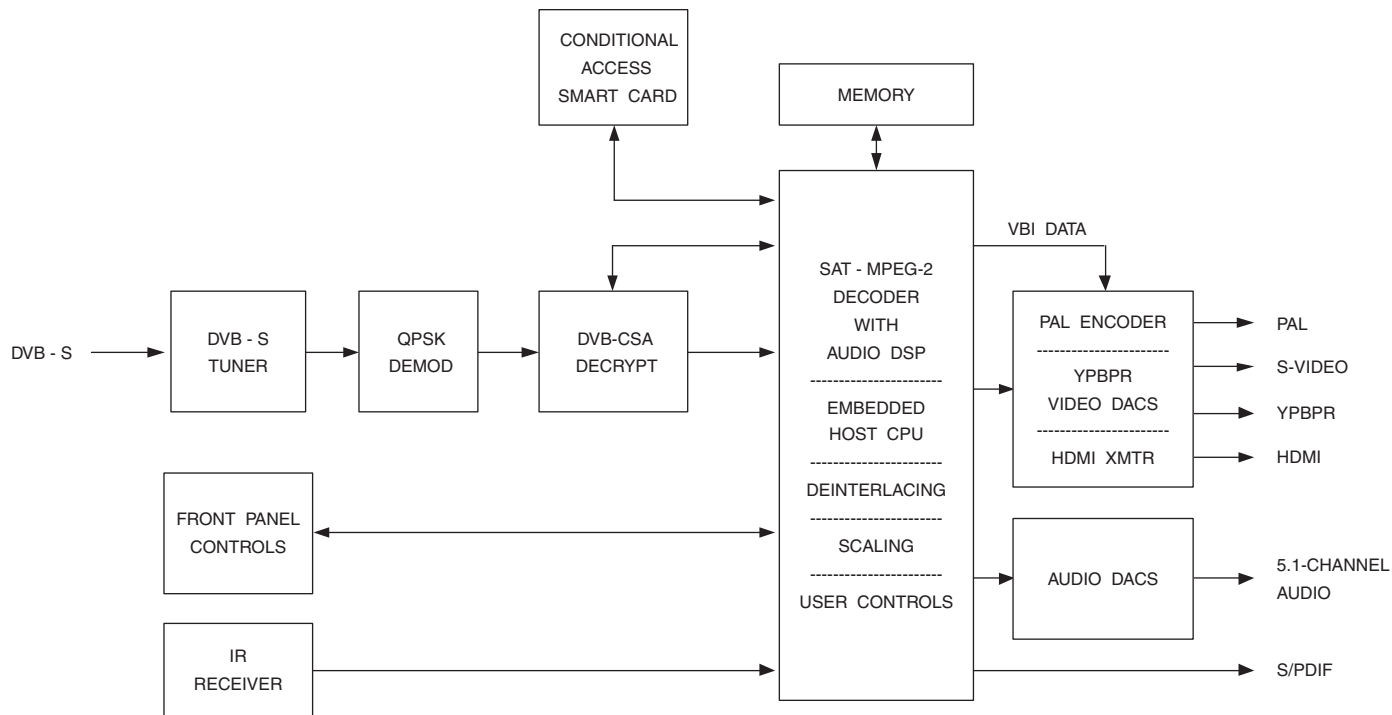 CONDITIONAL
ACCESS
SMART CARD
MEMORY
VBI DATA
DVB - S
DVB - S
TUNER
QPSK
DEMOD
DVB-CSA
DECRYPT
SAT - MPEG-2
DECODER
WITH
AUDIO DSP
EMBEDDED
HOST CPU
DEINTERLACING
SCALING
USER CONTROLS
PAL ENCODER
YPBPR
VIDEO DACS
HDMI XMTR
PAL
S-VIDEO
YPBPR
HDMI
FRONT PANEL
CONTROLS
AUDIO DACS
5.1-CHANNEL
AUDIO
IR
RECEIVER
S/PDIF